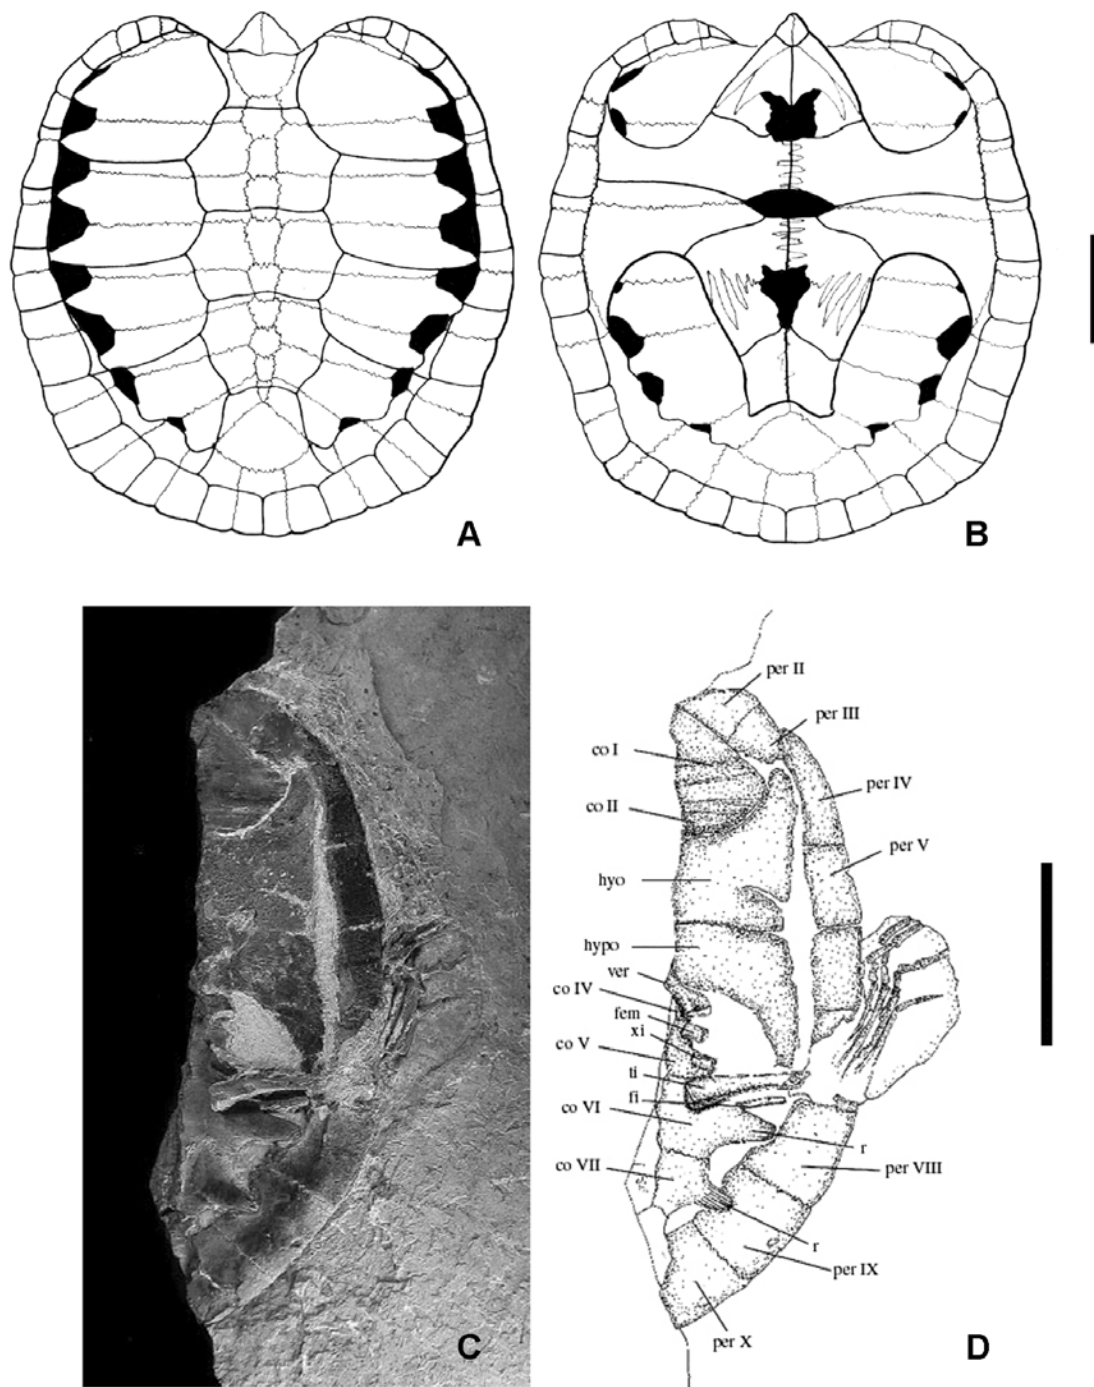 A
B
per II
per III
co I
per IV
co II
per V
hyo
hypo
ver
co IV
fem
xi
co V
ti
fi
co VI
r
co VII
per VIII
r
per IX
per X
C
D